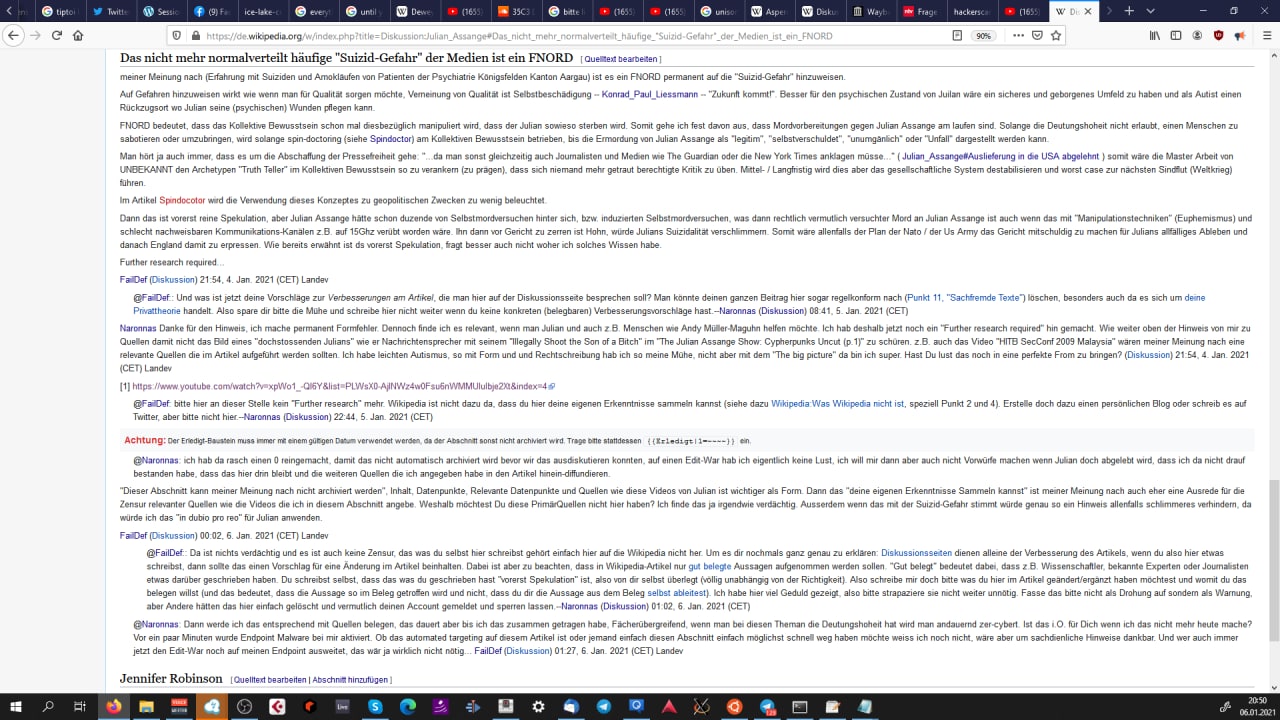 tiptoi
Twitte
Sessio
(9) Fa
ice-lake-c
everyt
until y
Dewe
(1655)
35C3
bitte l
(1655)
(1655)
unison
Asper
Diskus
Wayb
Frage
hackersca
(1655)
Di
https://de.wikipedia.org/w/index.php?title=Diskussion:Julian_Assange#Das_nicht_mehr_normalverteilt_häufige_"Suizid-Gefahr"_der_Medien_ist_ein_FNORD
90%
Das nicht mehr normalverteilt häufige "Suizid-Gefahr" der Medien ist ein FNORD [ Quelltext bearbeiten ]
meiner Meinung nach (Erfahrung mit Suiziden und Amokläufen von Patienten der Psychiatrie Königsfelden Kanton Aargau) ist es ein FNORD permanent auf die "Suizid-Gefahr" hinzuweisen.
Auf Gefahren hinzuweisen wirkt wie wenn man für Qualität sorgen möchte, Verneinung von Qualität ist Selbstbeschädigung -- Konrad_Paul_Liessmann -- "Zukunft kommt!". Besser für den psychischen Zustand von Juilan wäre ein sicheres und geborgenes Umfeld zu haben und als Autist einen
Rückzugsort wo Julian seine (psychischen) Wunden pflegen kann.
FNORD bedeutet, dass das Kollektive Bewusstsein schon mal diesbezüglich manipuliert wird, dass der Julian sowieso sterben wird. Somit gehe ich fest davon aus, dass Mordvorbereitungen gegen Julian Assange am laufen sind. Solange die Deutungshoheit nicht erlaubt, einen Menschen zu
sabotieren oder umzubringen, wird solange spin-doctoring (siehe Spindoctor) am Kollektiven Bewusstsein betrieben, bis die Ermordung von Julian Assange als "legitim", "selbstverschuldet", "unumgänlich" oder "Unfall" dargestellt werden kann.
Man hört ja auch immer, dass es um die Abschaffung der Pressefreiheit gehe: "...da man sonst gleichzeitig auch Journalisten und Medien wie The Guardian oder die New York Times anklagen müsse..." ( Julian_Assange#Auslieferung in die USA abgelehnt ) somit wäre die Master Arbeit von
UNBEKANNT den Archetypen "Truth Teller" im Kollektiven Bewusstsein so zu verankern (zu prägen), dass sich niemand mehr getraut berechtigte Kritik zu üben. Mittel- / Langfristig wird dies aber das gesellschaftliche System destabilisieren und worst case zur nächsten Sindflut (Weltkrieg)
führen.
Im Artikel Spindocotor wird die Verwendung dieses Konzeptes zu geopolitischen Zwecken zu wenig beleuchtet.
Dann das ist vorerst reine Spekulation, aber Julian Assange hätte schon duzende von Selbstmordversuchen hinter sich, bzw. induzierten Selbstmordversuchen, was dann rechtlich vermutlich versuchter Mord an Julian Assange ist auch wenn das mit "Manipulationstechniken" (Euphemismus) und
schlecht nachweisbaren Kommunikations-Kanälen z.B. auf 15Ghz verübt worden wäre. Ihn dann vor Gericht zu zerren ist Hohn, würde Julians Suizidalität verschlimmern. Somit wäre allenfalls der Plan der Nato / der Us Army das Gericht mitschuldig zu machen für Julians allfälliges Ableben und
danach England damit zu erpressen. Wie bereits erwähnt ist ds vorerst Spekulation, fragt besser auch nicht woher ich solches Wissen habe.
Further research required...
FailDef (Diskussion) 21:54, 4. Jan. 2021 (CET) Landev
@FailDef:: Und was ist jetzt deine Vorschläge zur Verbesserungen am Artikel, die man hier auf der Diskussionsseite besprechen soll? Man könnte deinen ganzen Beitrag hier sogar regelkonform nach (Punkt 11, "Sachfremde Texte") löschen, besonders auch da es sich um deine
Privattheorie handelt. Also spare dir bitte die Mühe und schreibe hier nicht weiter wenn du keine konkreten (belegbaren) Verbesserungsvorschläge hast.--Naronnas (Diskussion) 08:41, 5. Jan. 2021 (CET)
Naronnas Danke für den Hinweis, ich mache permanent Formfehler. Dennoch finde ich es relevant, wenn man Julian und auch z.B. Menschen wie Andy Müller-Maguhn helfen möchte. Ich hab deshalb jetzt noch ein "Further research required" hin gemacht. Wie weiter oben der Hinweis von mir zu
Quellen damit nicht das Bild eines "dochstossenden Julians" wie er Nachrichtensprecher mit seinem "Illegally Shoot the Son of a Bitch" im "The Julian Assange Show: Cypherpunks Uncut (p.1)" zu schüren. z.B. auch das Video "HITB SecConf 2009 Malaysia" wären meiner Meinung nach eine
relevante Quellen die im Artikel aufgeführt werden sollten. Ich habe leichten Autismus, so mit Form und und Rechtschreibung hab ich so meine Mühe, nicht aber mit dem "The big picture" da bin ich super. Hast Du lust das noch in eine perfekte From zu bringen? (Diskussion) 21:54, 4. Jan. 2021
(CET) Landev
[1] https://www.youtube.com/watch?v=xpWo1_-QI6Y&list=PLWsX0-AjlNWz4w0Fsu6nWMMUlulbje2Xt&index=4
@FailDef: bitte hier an dieser Stelle kein "Further research" mehr. Wikipedia ist nicht dazu da, dass du hier deine eigenen Erkenntnisse sammeln kannst (siehe dazu Wikipedia:Was Wikipedia nicht ist, speziell Punkt 2 und 4). Erstelle doch dazu einen persönlichen Blog oder schreib es auf
Twitter, aber bitte nicht hier.--Naronnas (Diskussion) 22:44, 5. Jan. 2021 (CET)
Achtung: Der Erledigt-Baustein muss immer mit einem gültigen Datum verwendet werden, da der Abschnitt sonst nicht archiviert wird. Trage bitte stattdessen {{Erledigt|1=~~~~}} ein.
@Naronnas: ich hab da rasch einen 0 reingemacht, damit das nicht automatisch archiviert wird bevor wir das ausdiskutieren konnten, auf einen Edit-War hab ich eigentlich keine Lust, ich will mir dann aber auch nicht Vorwürfe machen wenn Julian doch abgelebt wird, dass ich da nicht drauf
bestanden habe, dass das hier drin bleibt und die weiteren Quellen die ich angegeben habe in den Artikel hinein-diffundieren.
"Dieser Abschnitt kann meiner Meinung nach nicht archiviert werden", Inhalt, Datenpunkte, Relevante Datenpunkte und Quellen wie diese Videos von Julian ist wichtiger als Form. Dann das "deine eigenen Erkenntnisse Sammeln kannst" ist meiner Meinung nach auch eher eine Ausrede für die
Zensur relevanter Quellen wie die Videos die ich in diesem Abschnitt angebe. Weshalb möchtest Du diese PrimärQuellen nicht hier haben? Ich finde das ja irgendwie verdächtig. Ausserdem wenn das mit der Suizid-Gefahr stimmt würde genau so ein Hinweis allenfalls schlimmeres verhindern, da
würde ich das "in dubio pro reo" für Julian anwenden.
FailDef (Diskussion) 00:02, 6. Jan. 2021 (CET) Landev
@FailDef:: Da ist nichts verdächtig und es ist auch keine Zensur, das was du selbst hier schreibst gehört einfach hier auf die Wikipedia nicht her. Um es dir nochmals ganz genau zu erklären: Diskussionsseiten dienen alleine der Verbesserung des Artikels, wenn du also hier etwas
schreibst, dann sollte das einen Vorschlag für eine Änderung im Artikel beinhalten. Dabei ist aber zu beachten, dass in Wikipedia-Artikel nur gut belegte Aussagen aufgenommen werden sollen. "Gut belegt" bedeutet dabei, dass z.B. Wissenschaftler, bekannte Experten oder Journalisten
etwas darüber geschrieben haben. Du schreibst selbst, dass das was du geschrieben hast "vorerst Spekulation" ist, also von dir selbst überlegt (völlig unabhängig von der Richtigkeit). Also schreibe mir doch bitte was du hier im Artikel geändert/ergänzt haben möchtest und womit du das
belegen willst (und das bedeutet, dass die Aussage so im Beleg getroffen wird und nicht, dass du dir die Aussage aus dem Beleg selbst ableitest). Ich habe hier viel Geduld gezeigt, also bitte strapaziere sie nicht weiter unnötig. Fasse das bitte nicht als Drohung auf sondern als Warnung,
aber Andere hätten das hier einfach gelöscht und vermutlich deinen Account gemeldet und sperren lassen.--Naronnas (Diskussion) 01:02, 6. Jan. 2021 (CET)
@Naronnas: Dann werde ich das entsprechend mit Quellen belegen, das dauert aber bis ich das zusammen getragen habe, Fächerübergreifend, wenn man bei diesen Theman die Deutungshoheit hat wird man andauernd zer-cybert. Ist das i.O. für Dich wenn ich das nicht mehr heute mache?
Vor ein paar Minuten wurde Endpoint Malware bei mir aktiviert. Ob das automated targeting auf diesem Artikel ist oder jemand einfach diesen Abschnitt einfach möglichst schnell weg haben möchte weiss ich noch nicht, wäre aber um sachdienliche Hinweise dankbar. Und wer auch immer
jetzt den Edit-War noch auf meinen Endpoint ausweitet, das wär ja wirklich nicht nötig... FailDef (Diskussion) 01:27, 6. Jan. 2021 (CET) Landev
Jennifer Robinson [ Quelltext bearbeiten | Abschnitt hinzufügen ]
Live
20:50
06.01.2021